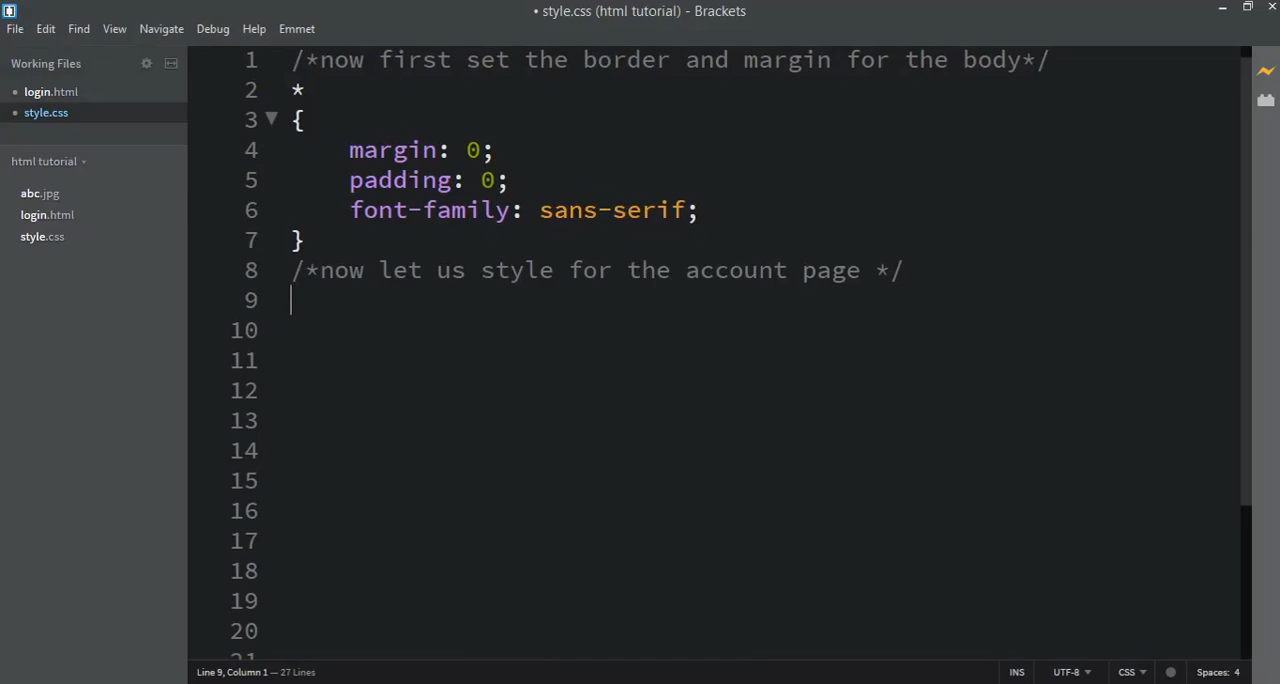 • style.css (html tutorial) - Brackets
File Edit Find View Navigate Debug Help Emmet
Working Files
• login.html
• style.css
html tutorial
abc.jpg
login.html
style.css
1 /*now first set the border and margin for the body*/
2 *
3 {
4 margin: 0;
5 padding: 0;
6 font-family: sans-serif;
7 }
8 /*now let us style for the account page */
9
10
11
12
13
14
15
16
17
18
19
20
21
Line 9, Column 1 — 27 Lines
INS UTF-8 CSS Spaces: 4